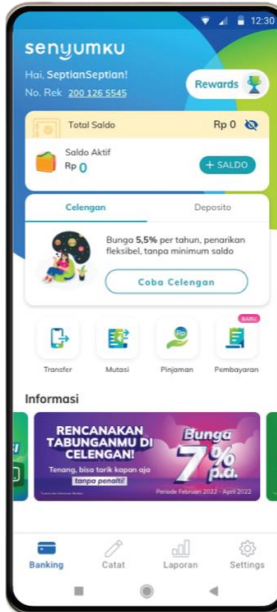 12:30
senyumku
Hai, SeptianSeptian!
No. Rek 200 126 5545
Rewards
Total Saldo Rp 0
Saldo Aktif
Rp 0
+ SALDO
Celengan Deposito
Bunga 5,5% per tahun, penarikan
fleksibel, tanpa minimum saldo
Coba Celengan
BARU
Transfer Mutasi Pinjaman Pembayaran
Informasi
RENCANAKAN
TABUNGANMU DI
CELENGAN!
Tenang, bisa tarik kapan aja
tanpa penalti!
Bunga
7%
p.a.
Periode Februari 2022 - April 2022
Banking Catat Laporan Settings